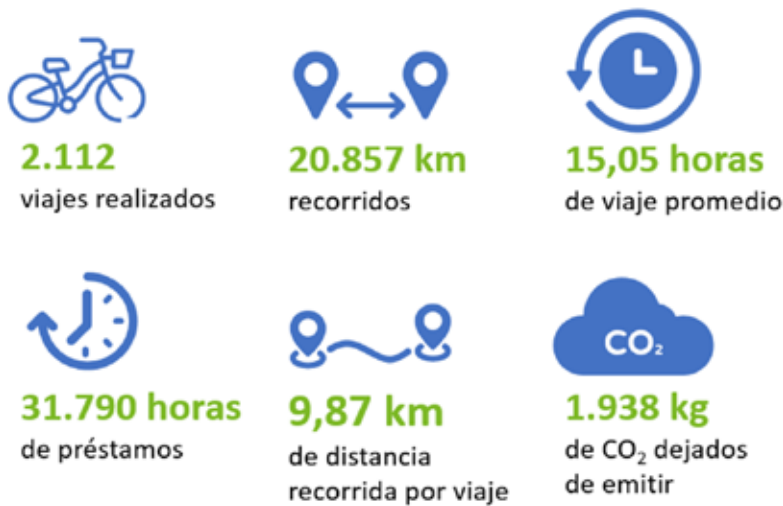 2.112
viajes realizados
20.857 km
recorridos
15,05 horas
de viaje promedio
31.790 horas
de préstamos
9,87 km
de distancia
recorrida por viaje
CO₂
1.938 kg
de CO₂ dejados
de emitir